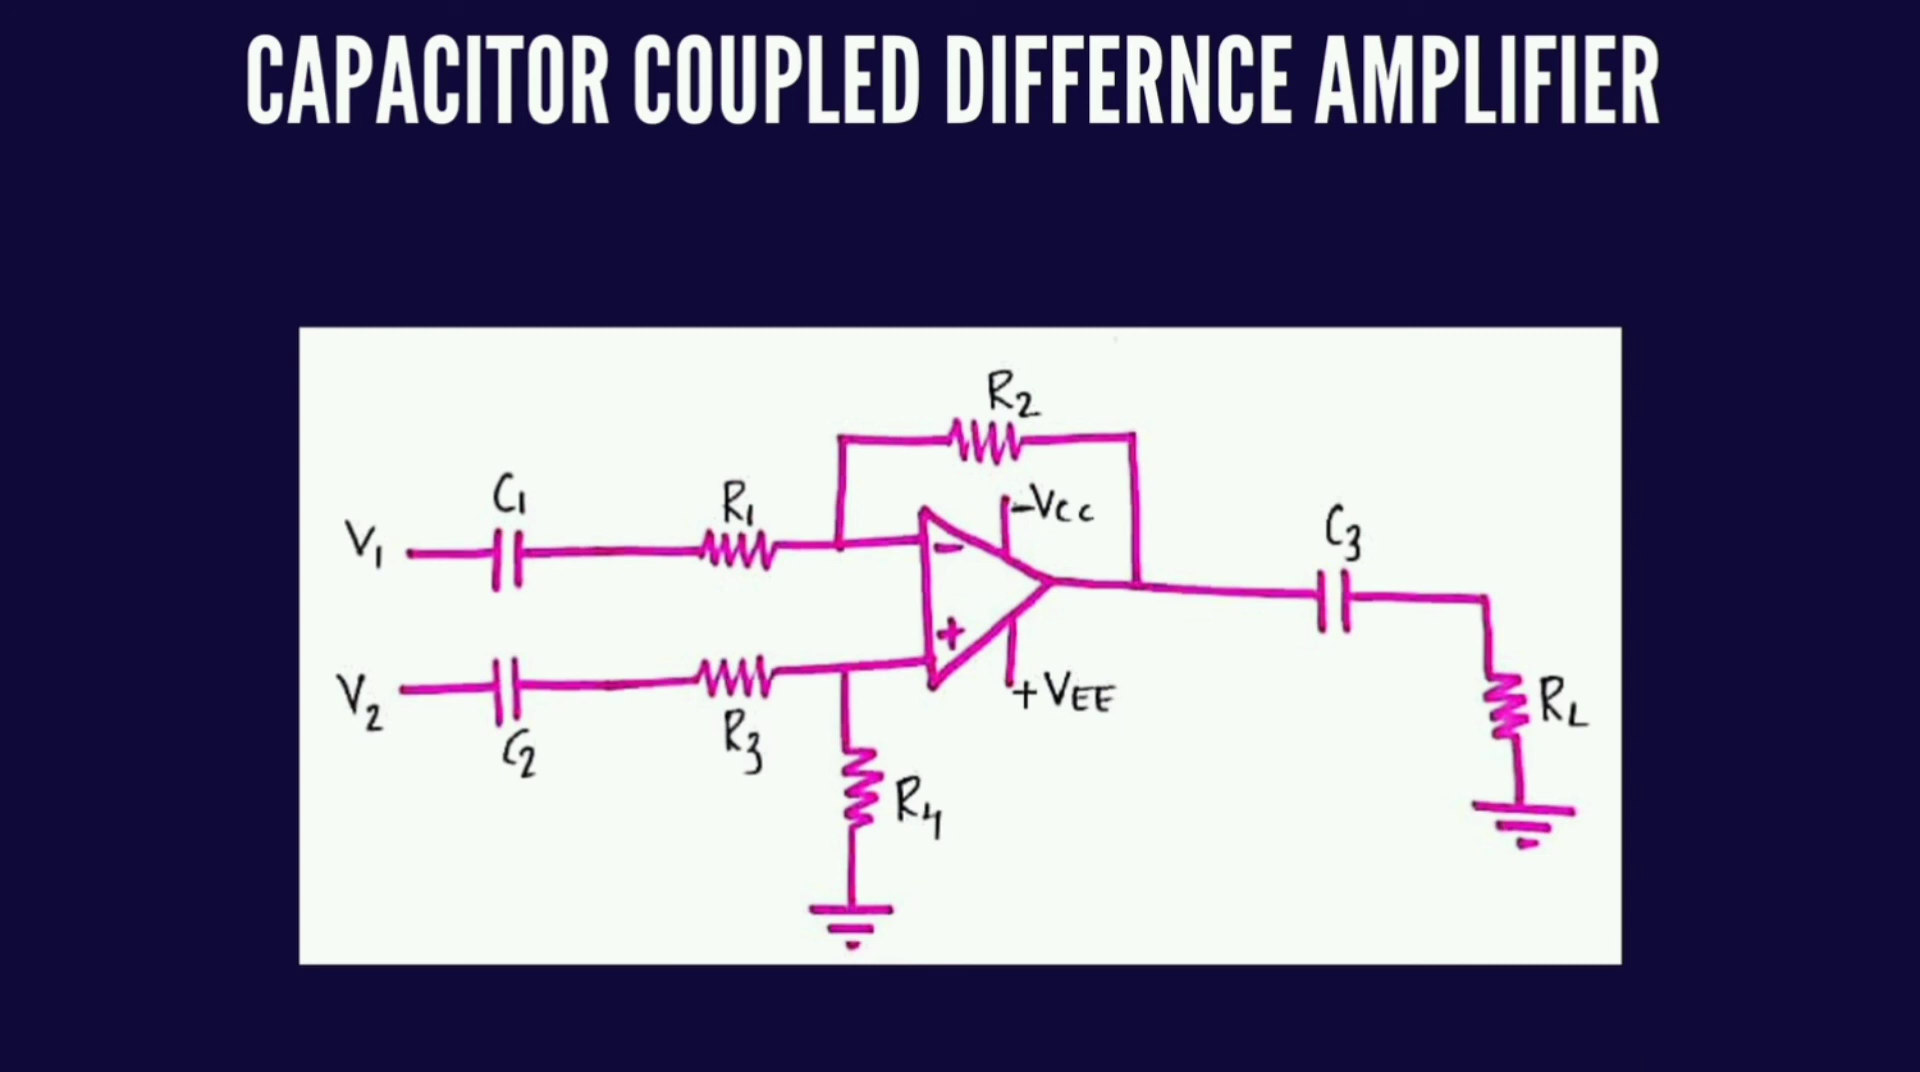 CAPACITOR COUPLED DIFFERNCE AMPLIFIER
R2
C1
R1
-VCC
C3
V1
-
+
V2
C2
R3
+VEE
RL
R4